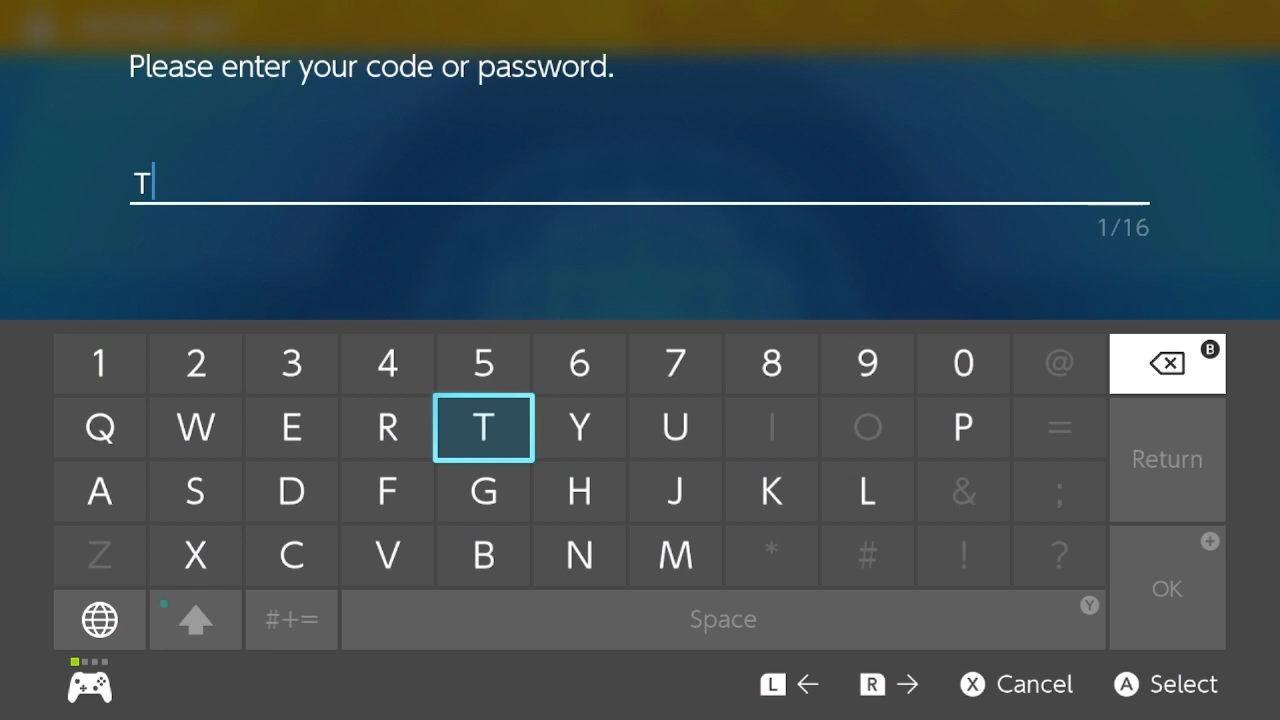 Please enter your code or password.
T
1/16
1 2 3 4 5 6 7 8 9 0 @ B
Q W E R T Y U I O P =
Return
A S D F G H J K L & ;
Z X C V B N M * # ! ?
OK
#+= Space Y
L ← R → X Cancel A Select